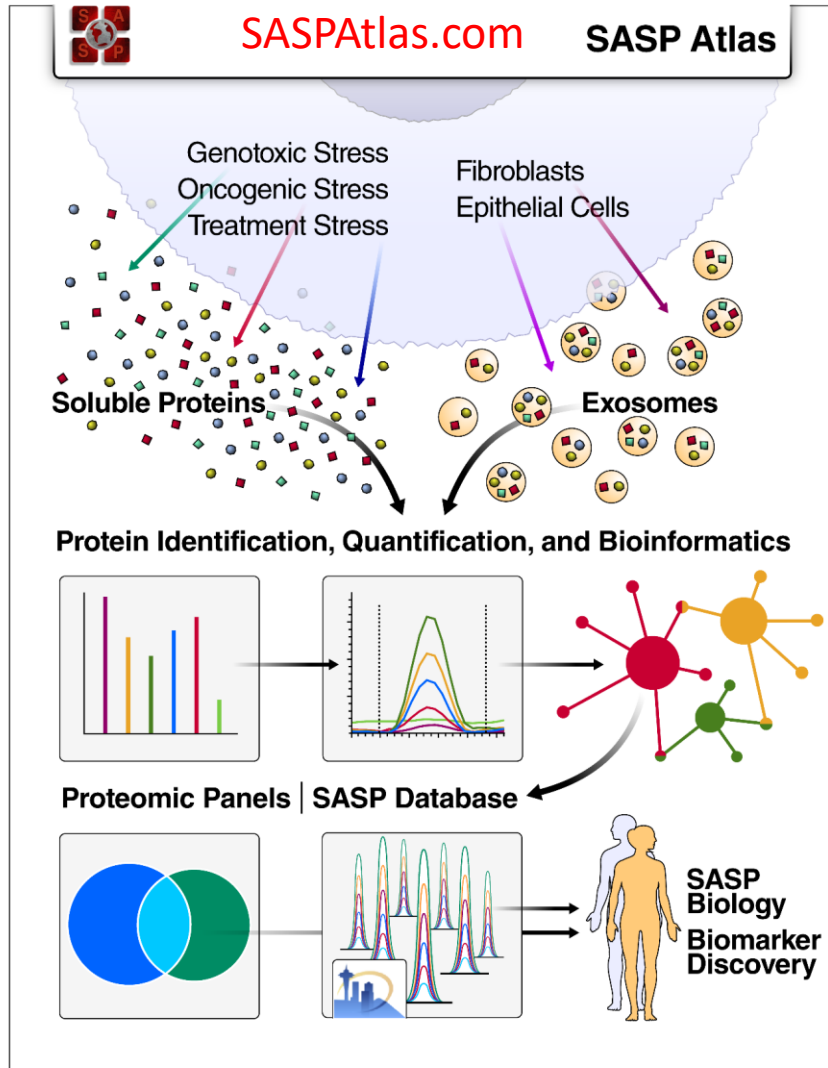 S A
S P
SASPAtlas.com
SASP Atlas
Genotoxic Stress
Oncogenic Stress
Treatment Stress
Fibroblasts
Epithelial Cells
Soluble Proteins
Exosomes
Protein Identification, Quantification, and Bioinformatics
Proteomic Panels | SASP Database
SASP
Biology
Biomarker
Discovery